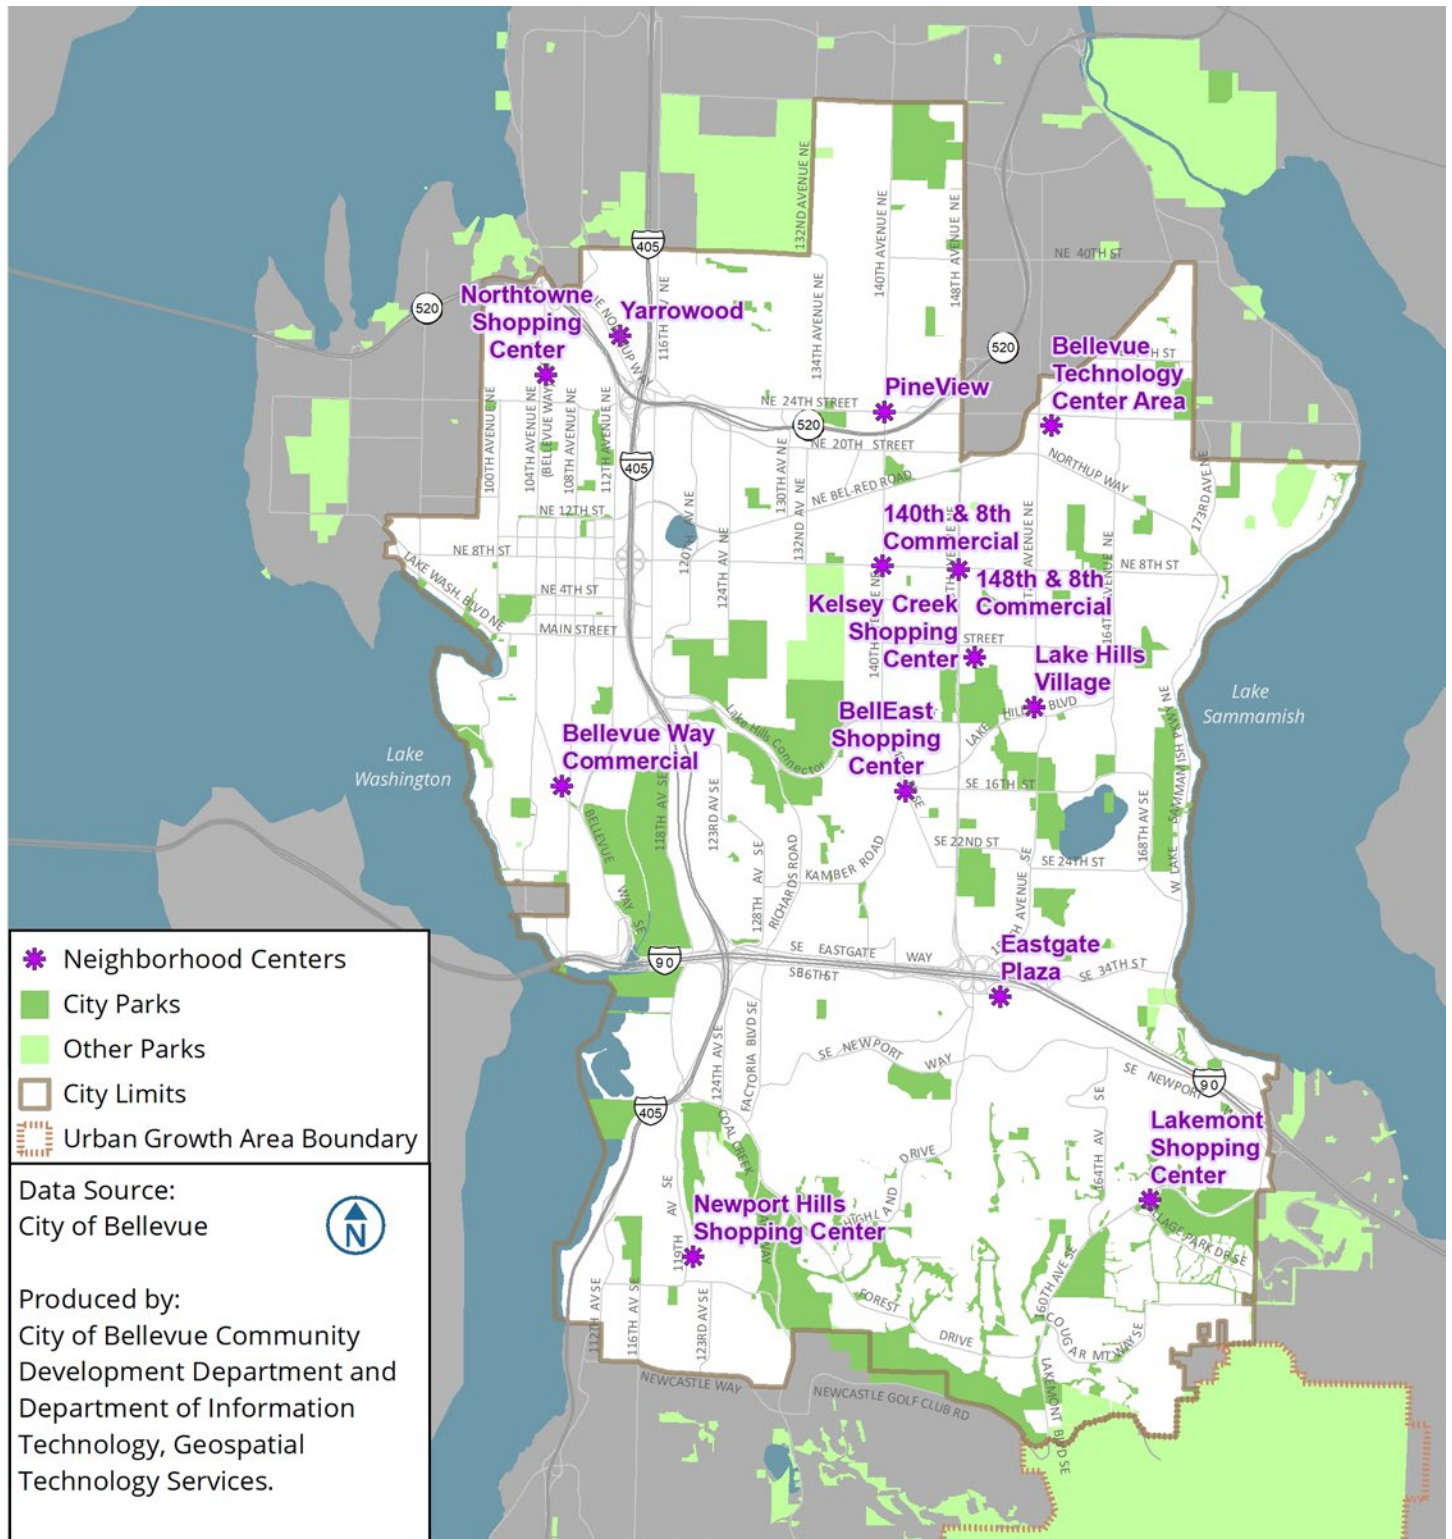 405
132ND AVENUE NE
140TH AVENUE NE
148TH AVENUE NE
NE 40TH ST
520
Northtowne
Shopping
Center
Yarrowood
116TH
NE
134TH AVENUE NE
520
Bellevue
Technology
Center Area
PineView
NE 24TH STREET
520
NE 20TH STREET
405
100TH AVENUE NE
104TH AVENUE NE
(BELLEVUE WAY)
108TH AVENUE NE
112TH AVENUE NE
NORTHUP WAY
173RD AVE NE
130TH AV NE
NE BEL-RED ROAD
132ND AV NE
120TH AV NE
124TH AV NE
NE 12TH ST
140th & 8th
Commercial
NE 8TH ST
NE 8TH ST
148th & 8th
Commercial
164TH AVENUE NE
LAKE WASH. BLVD NE
NE 4TH ST
MAIN STREET
Kelsey Creek
Shopping
Center
STREET
Lake Hills
Village
LAKE
BLVD
Lake
Sammamish
W LAKE SAMMAMISH PKWY NE
BellEast
Shopping
Center
Lake Hills Connector
Bellevue Way
Commercial
Lake
Washington
SE 16TH ST
118TH AV SE
123RD AV SE
BELLEVUE
WAY SE
128TH AV SE
RICHARDS ROAD
KAMBER ROAD
SE 22ND ST
SE 24TH ST
168TH AV SE
Eastgate
Plaza
SE EASTGATE WAY
SE 34TH ST
90
Neighborhood Centers
City Parks
Other Parks
City Limits
Urban Growth Area Boundary
124TH AV SE
FACTORIA BLVD SE
SE NEWPORT WAY
SE NEWPORT
90
405
COAL CREEK
164TH AV SE
Lakemont
Shopping
Center
Data Source:
City of Bellevue
N
Produced by:
City of Bellevue Community
Development Department and
Department of Information
Technology, Geospatial
Technology Services.
119TH
AV SE
Newport Hills
Shopping Center
HIGHLAND
DRIVE
VILLAGE PARK DR SE
160TH AVE SE
FOREST
DRIVE
COUGAR MT WAY SE
112TH AV SE
116TH AV SE
123RD AV SE
LAKEMONT BLVD SE
NEWCASTLE WAY
NEWCASTLE GOLF CLUB RD